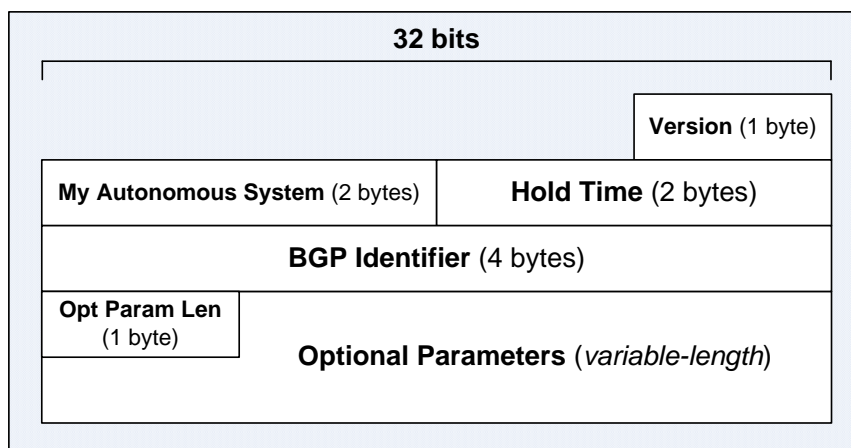 32 bits
Version (1 byte)
My Autonomous System (2 bytes)
Hold Time (2 bytes)
BGP Identifier (4 bytes)
Opt Param Len
(1 byte)
Optional Parameters (variable-length)